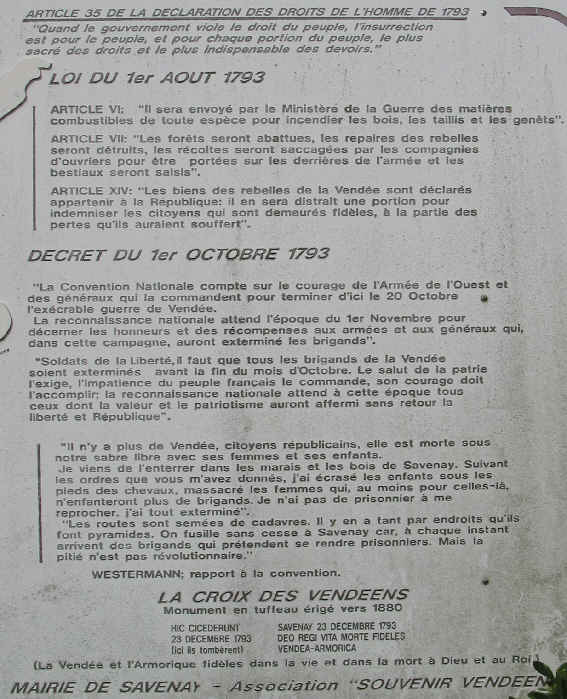 ARTICLE 35 DE LA DECLARATION DES DROITS DE L'HOMME DE 1793
"Quand le gouvernement viole le droit du peuple, l'insurrection
est pour le peuple, et pour chaque portion du peuple, le plus
sacré des droits et le plus indispensable des devoirs."
LOI DU 1er AOUT 1793
ARTICLE VI: "Il sera envoyé par le Ministère de la Guerre des matières
combustibles de toute espèce pour incendier les bois, les taillis et les genêts".
ARTICLE VII: "Les forêts seront abattues, les repaires des rebelles
seront détruits, les récoltes seront saccagées par les compagnies
d'ouvriers pour être portées sur les derrières de l'armée et les
bestiaux seront saisis".
ARTICLE XIV: "Les biens des rebelles de la Vendée sont déclarés
appartenir à la République: il en sera distrait une portion pour
indemniser les citoyens qui sont demeurés fidèles, à la partie des
pertes qu'ils auraient souffert".
DECRET DU 1er OCTOBRE 1793
"La Convention Nationale compte sur le courage de l'Armée de l'Ouest et
des généraux qui la commandent pour terminer d'ici le 20 Octobre
l'exécrable guerre de Vendée.
La reconnaissance nationale attend l'époque du 1er Novembre pour
décerner les honneurs et des récompenses aux armées et aux généraux qui,
dans cette campagne, auront exterminé les brigands".
"Soldats de la Liberté, il faut que tous les brigands de la Vendée
soient exterminés avant la fin du mois d'Octobre. Le salut de la patrie
l'exige, l'impatience du peuple français le commande, son courage doit
l'accomplir; la reconnaissance nationale attend à cette époque tous
ceux dont la valeur et le patriotisme auront affermi sans retour la
liberté et République".
"Il n'y a plus de Vendée, citoyens républicains, elle est morte sous
notre sabre libre avec ses femmes et ses enfants.
Je viens de l'enterrer dans les marais et les bois de Savenay. Suivant
les ordres que vous m'avez donnés, j'ai écrasé les enfants sous les
pieds des chevaux, massacré les femmes qui, au moins pour celles-là,
n'enfanteront plus de brigands. Je n'ai pas de prisonnier à me
reprocher. j'ai tout exterminé".
"Les routes sont semées de cadavres. Il y en a tant par endroits qu'ils
font pyramides. On fusille sans cesse à Savenay car, à chaque instant
arrivent des brigands qui prétendent se rendre prisonniers. Mais la
pitié n'est pas révolutionnaire."
WESTERMANN; rapport à la convention.
LA CROIX DES VENDEENS
Monument en tuffeau érigé vers 1880
HIC CICEDERUNT SAVENAY 23 DECEMBRE 1793
23 DECEMBRE 1793 DEO REGI VITA MORTE FIDELES
(ici ils tombèrent) VENDEA-ARMORICA
(La Vendée et l'Armorique fidèles dans la vie et dans la mort à Dieu et au Roi)
MAIRIE DE SAVENAY - Association "SOUVENIR VENDEEN